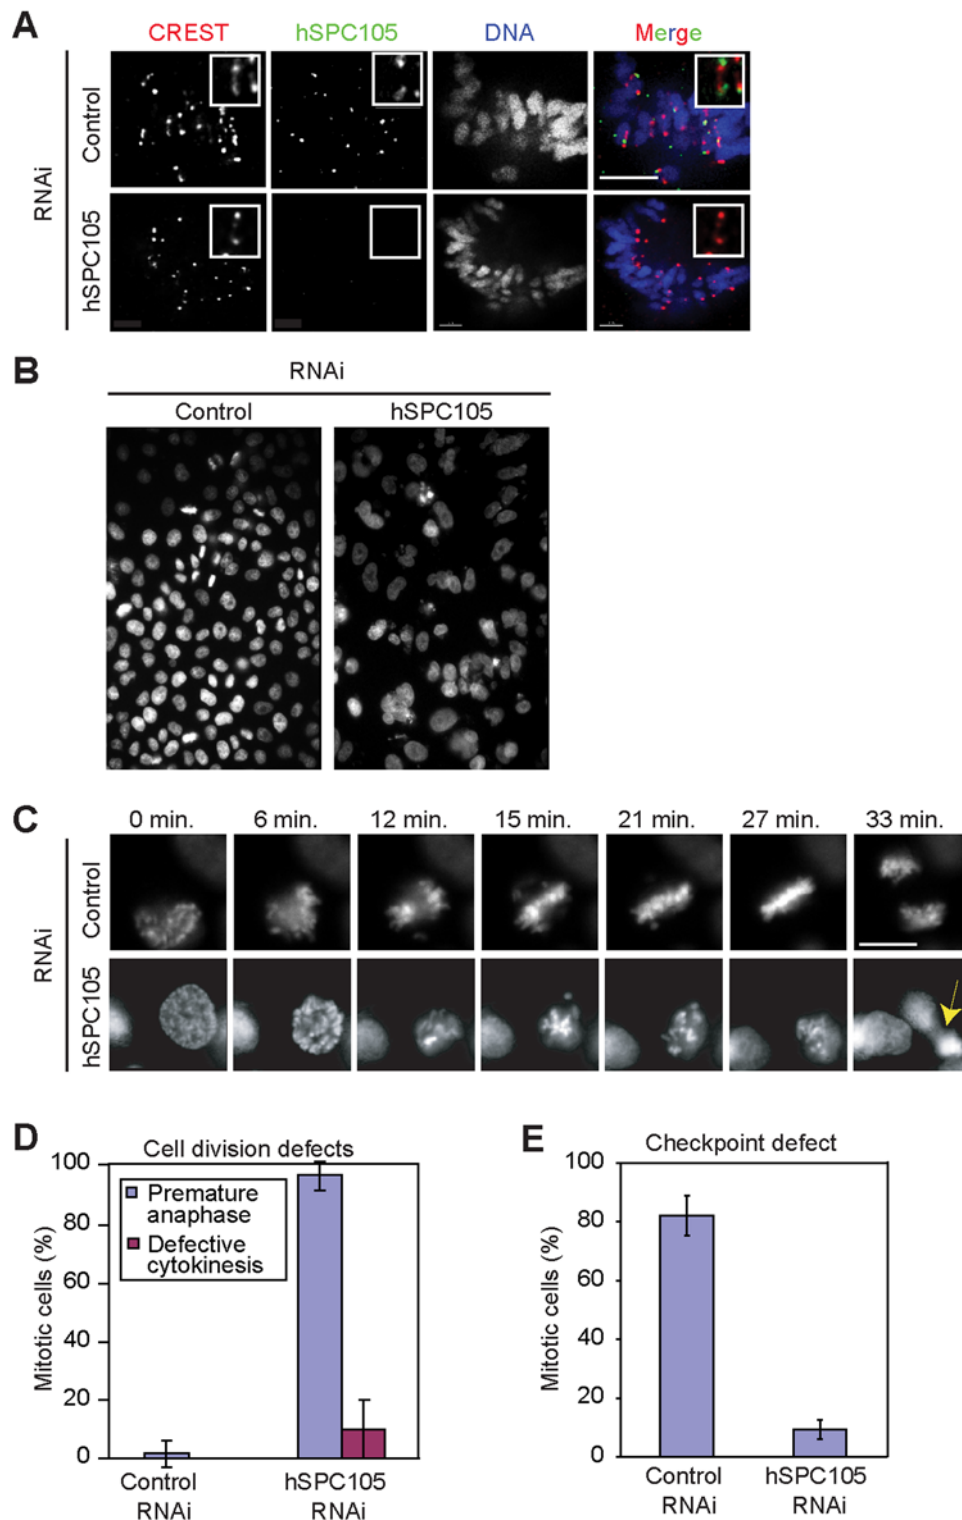 A
CREST hSPC105 DNA Merge
RNAi
Control
hSPC105
B
RNAi
Control hSPC105
C
0 min. 6 min. 12 min. 15 min. 21 min. 27 min. 33 min.
RNAi
Control
hSPC105
D
Cell division defects
Mitotic cells (%)
100
80
60
40
20
0
Premature
anaphase
Defective
cytokinesis
Control
RNAi
hSPC105
RNAi
E
Checkpoint defect
Mitotic cells (%)
100
80
60
40
20
0
Control
RNAi
hSPC105
RNAi